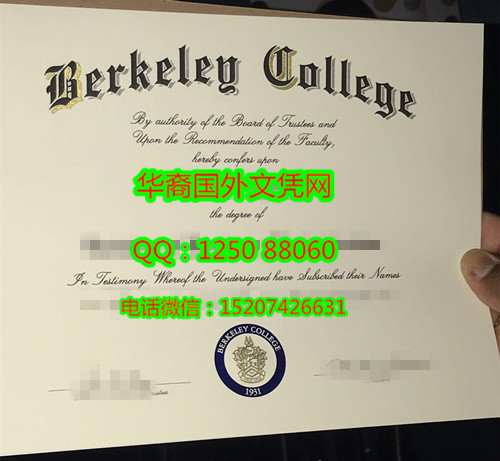 Berkeley College
By authority of the Board of Trustees and
Upon the Recommendation of the Faculty,
hereby confers upon
华裔国外文凭网
the degree of
QQ：1250 88060
In Testimony Whereof the Undersigned have Subscribed their Names
电话微信：15207426631
BERKELEY COLLEGE
1931